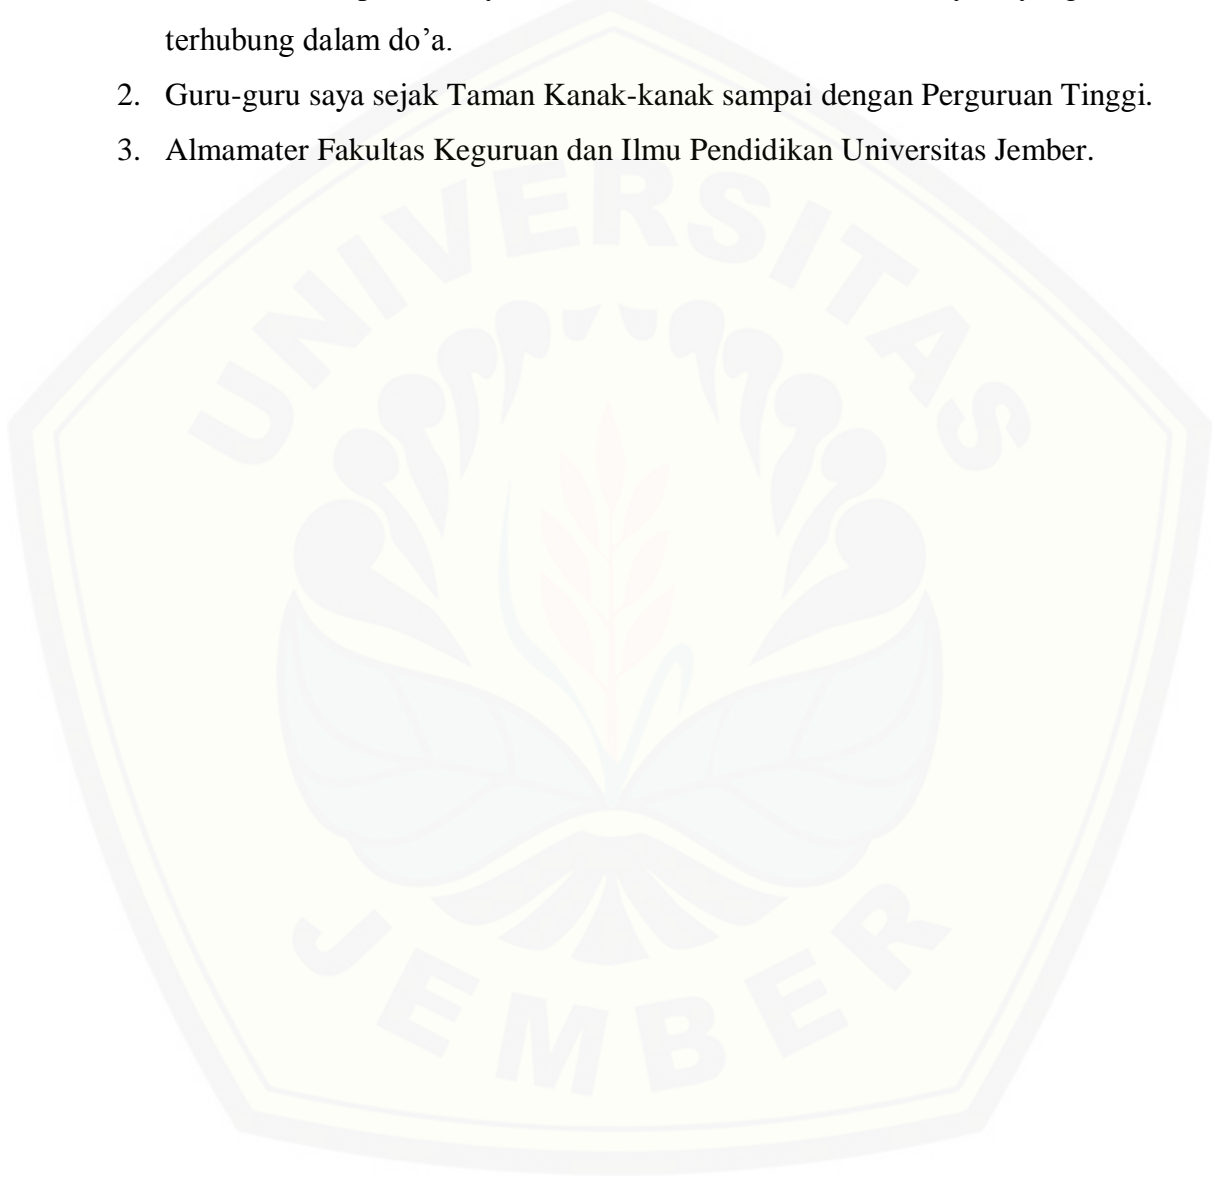 terhubung dalam do’a.
2. Guru-guru saya sejak Taman Kanak-kanak sampai dengan Perguruan Tinggi.
3. Almamater Fakultas Keguruan dan Ilmu Pendidikan Universitas Jember.
UNIVERSITAS
JEMBER